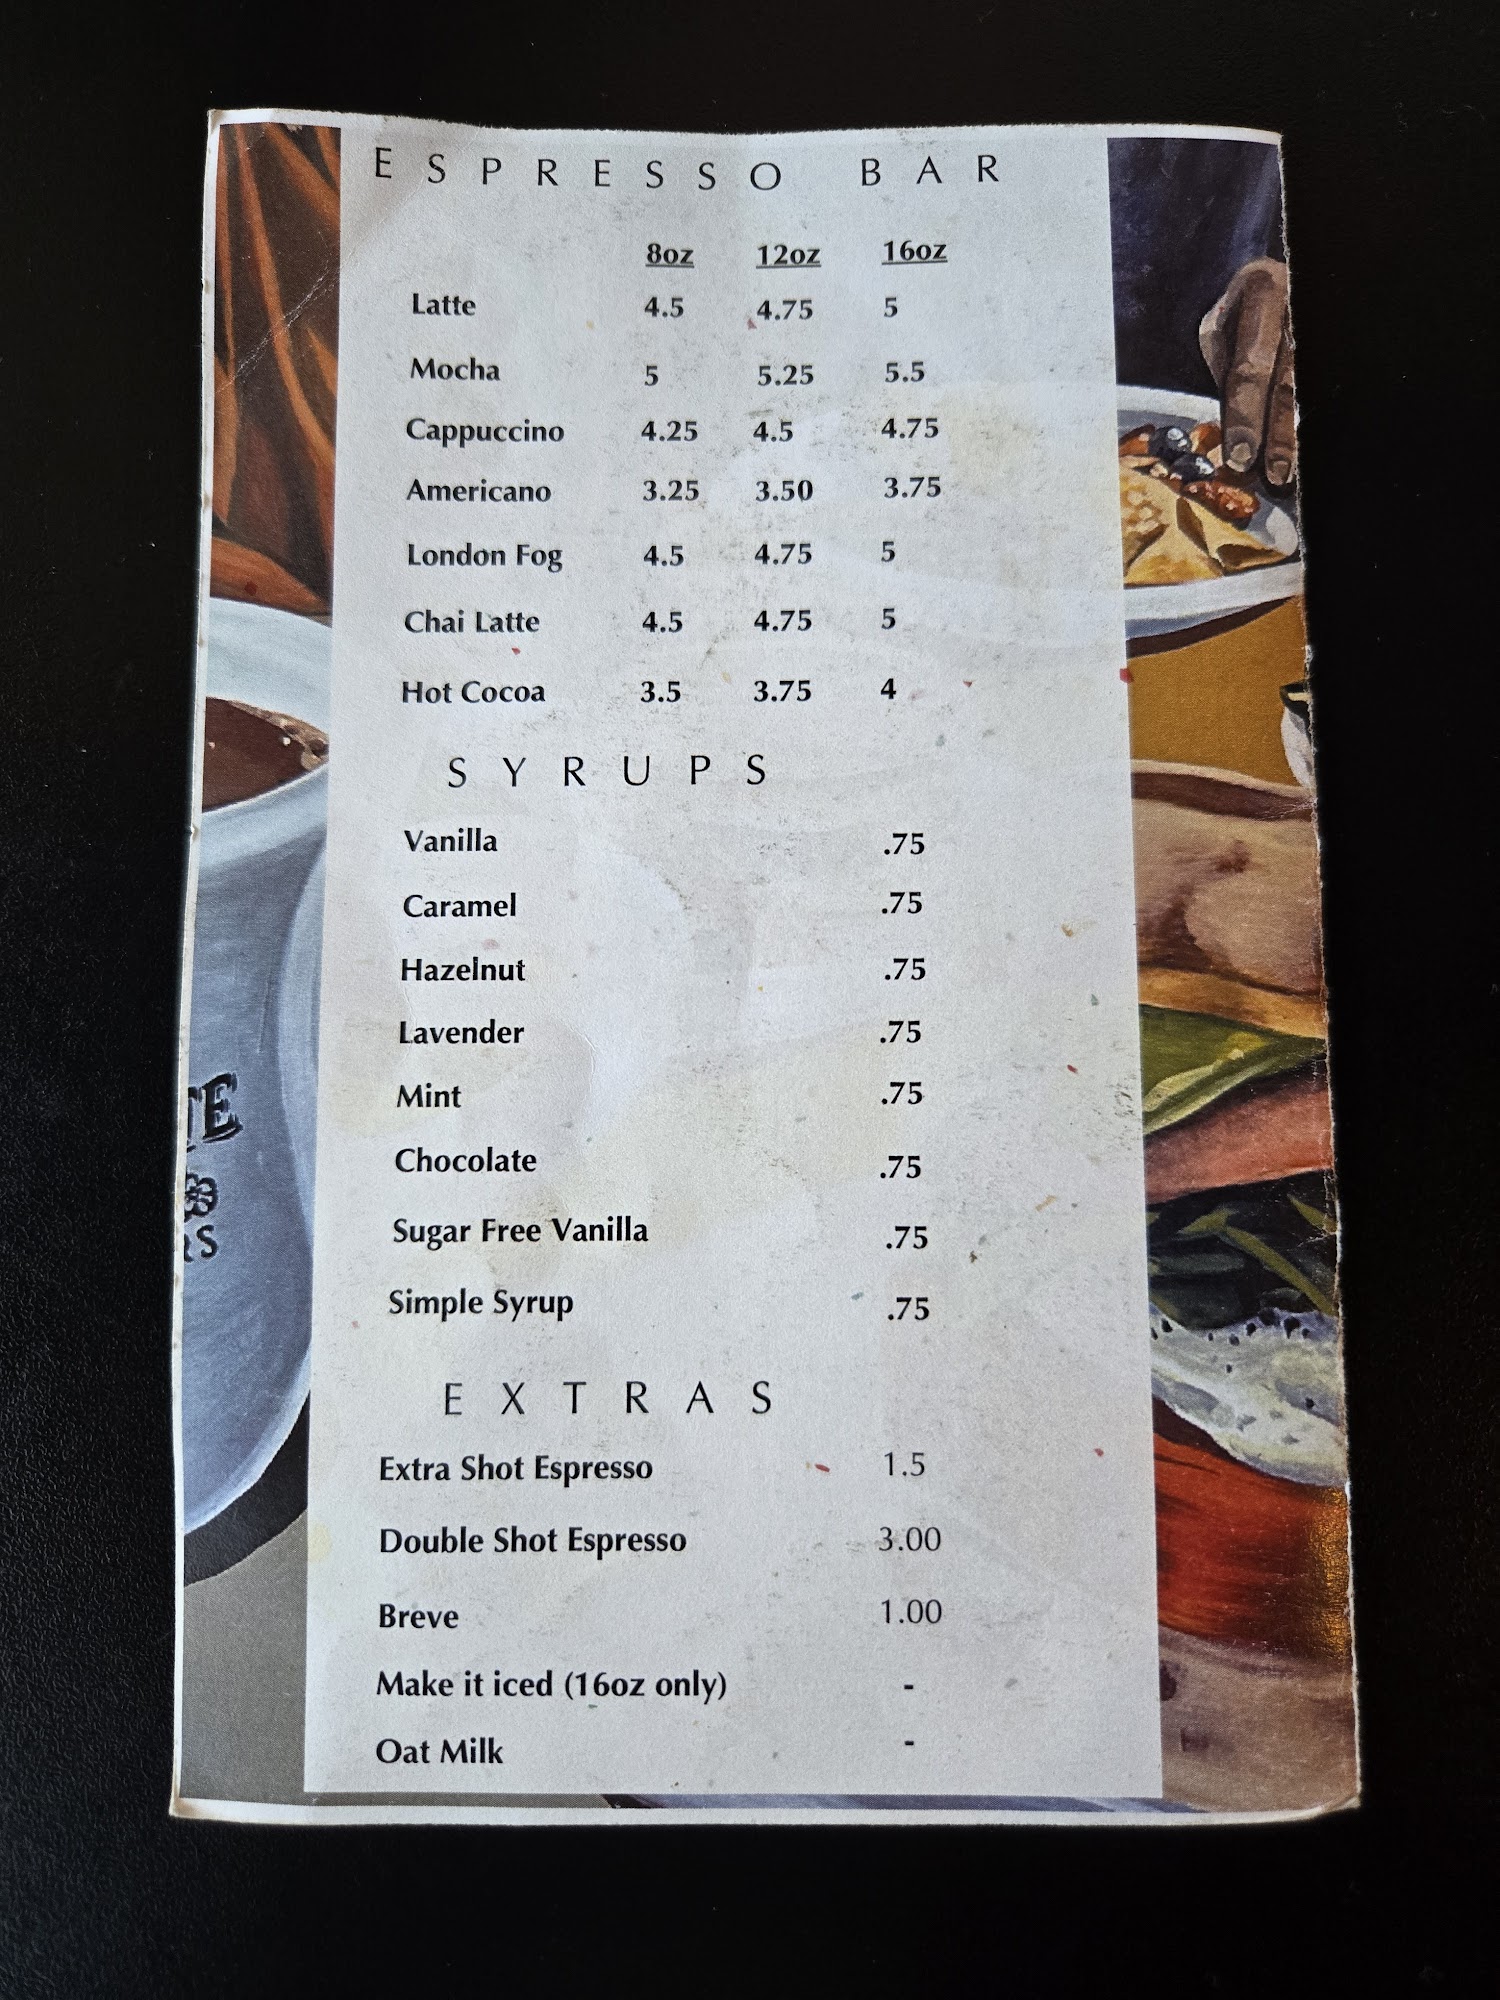 ESPRESSO BAR
8oz 12oz 16oz
Latte 4.5 4.75 5
Mocha 5 5.25 5.5
Cappuccino 4.25 4.5 4.75
Americano 3.25 3.50 3.75
London Fog 4.5 4.75 5
Chai Latte 4.5 4.75 5
Hot Cocoa 3.5 3.75 4
SYRUPS
Vanilla .75
Caramel .75
Hazelnut .75
Lavender .75
Mint .75
Chocolate .75
Sugar Free Vanilla .75
Simple Syrup .75
EXTRAS
Extra Shot Espresso 1.5
Double Shot Espresso 3.00
Breve 1.00
Make it iced (16oz only) -
Oat Milk -